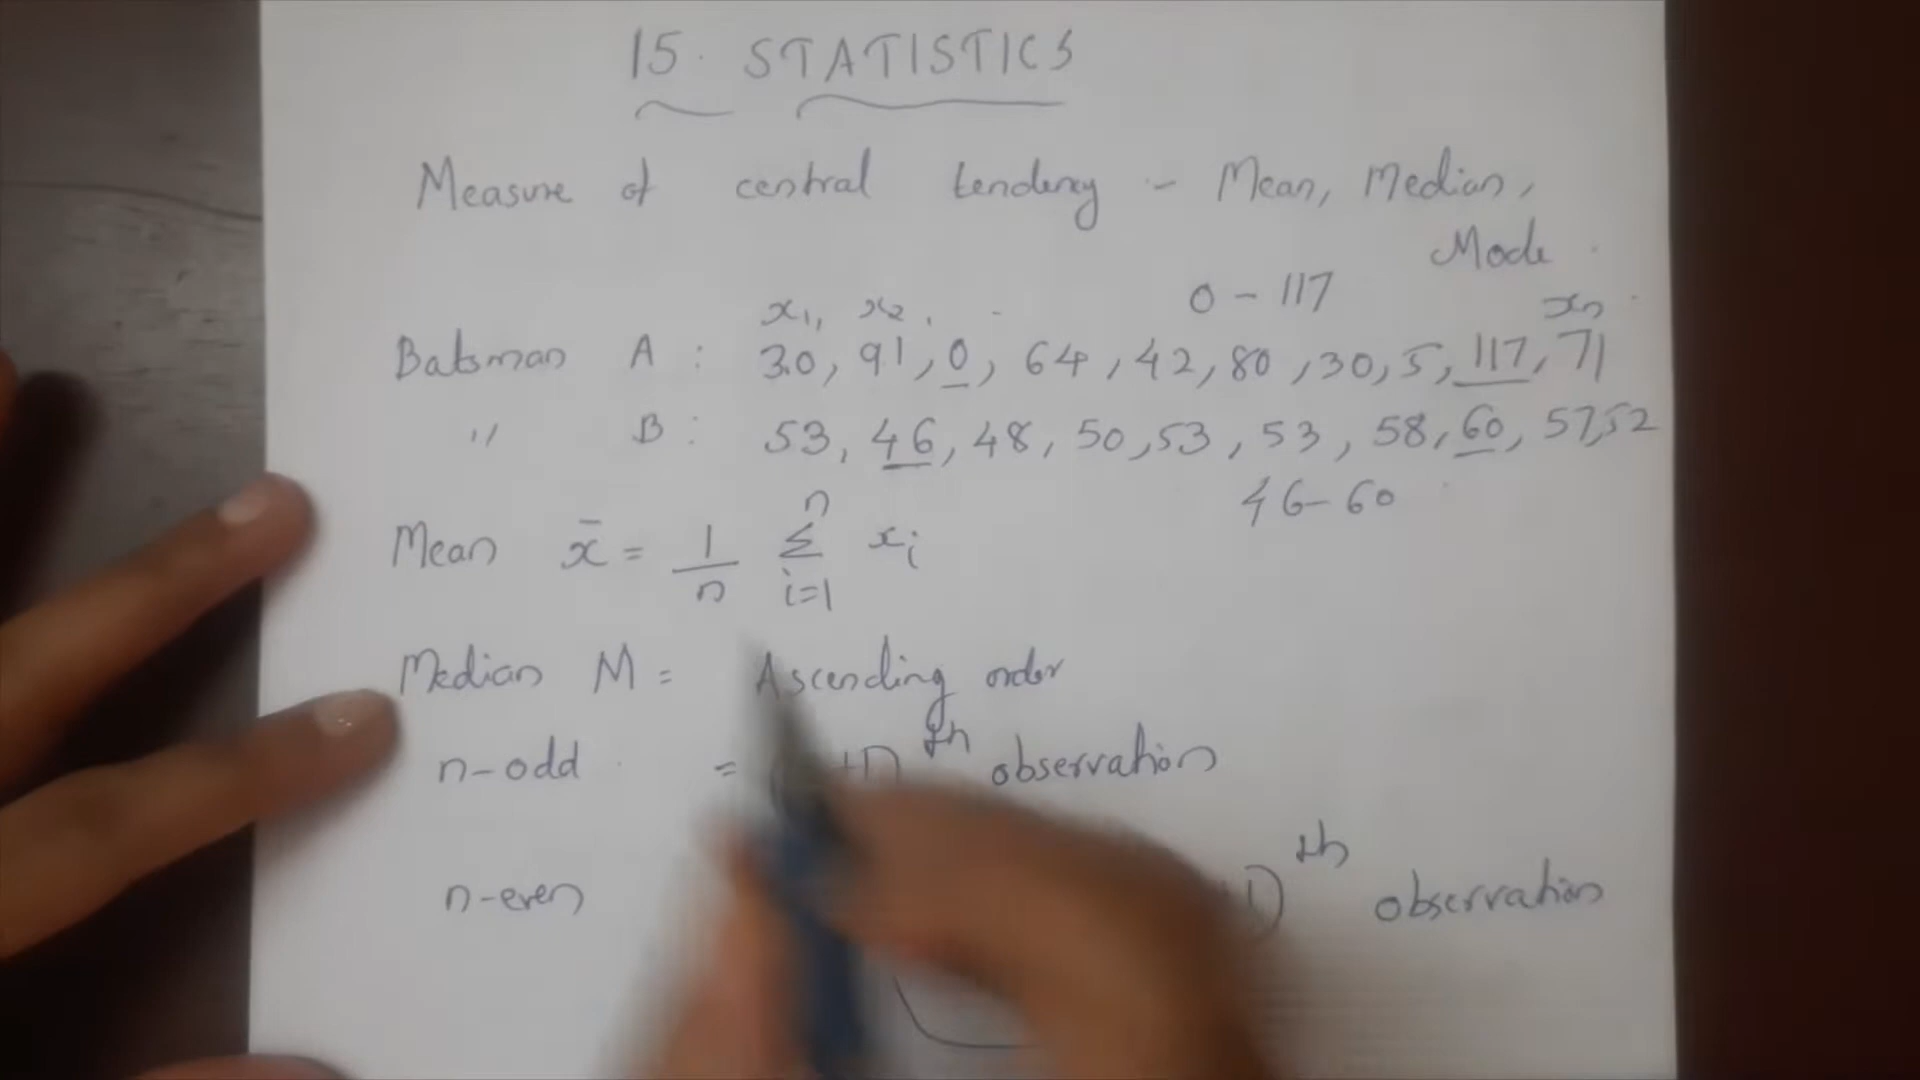 15. STATISTICS
Measure of central tendency - Mean, Median,
Mode
0 - 117
x₁, x₂, . xₙ
Batsman A : 30, 91, 0, 64, 42, 80, 30, 5, 117, 71
〃 B : 53, 46, 48, 50, 53, 53, 58, 60, 57, 52
46-60
Mean x̄ = 1/n n Σ i=1 xᵢ
Median M = Ascending order
n-odd = th observation
n-even th observation